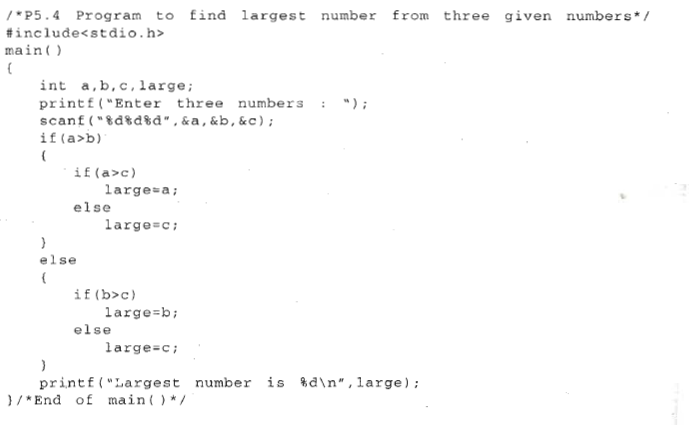 /*P5.4 Program to find largest number from three given numbers*/
#include<stdio.h>
main()
{
    int a,b,c,large;
    printf("Enter three numbers : ");
    scanf("%d%d%d",&a,&b,&c);
    if(a>b)
    {
        if(a>c)
            large=a;
        else
            large=c;
    }
    else
    {
        if(b>c)
            large=b;
        else
            large=c;
    }
    printf("Largest number is %d\n",large);
}/*End of main()*/